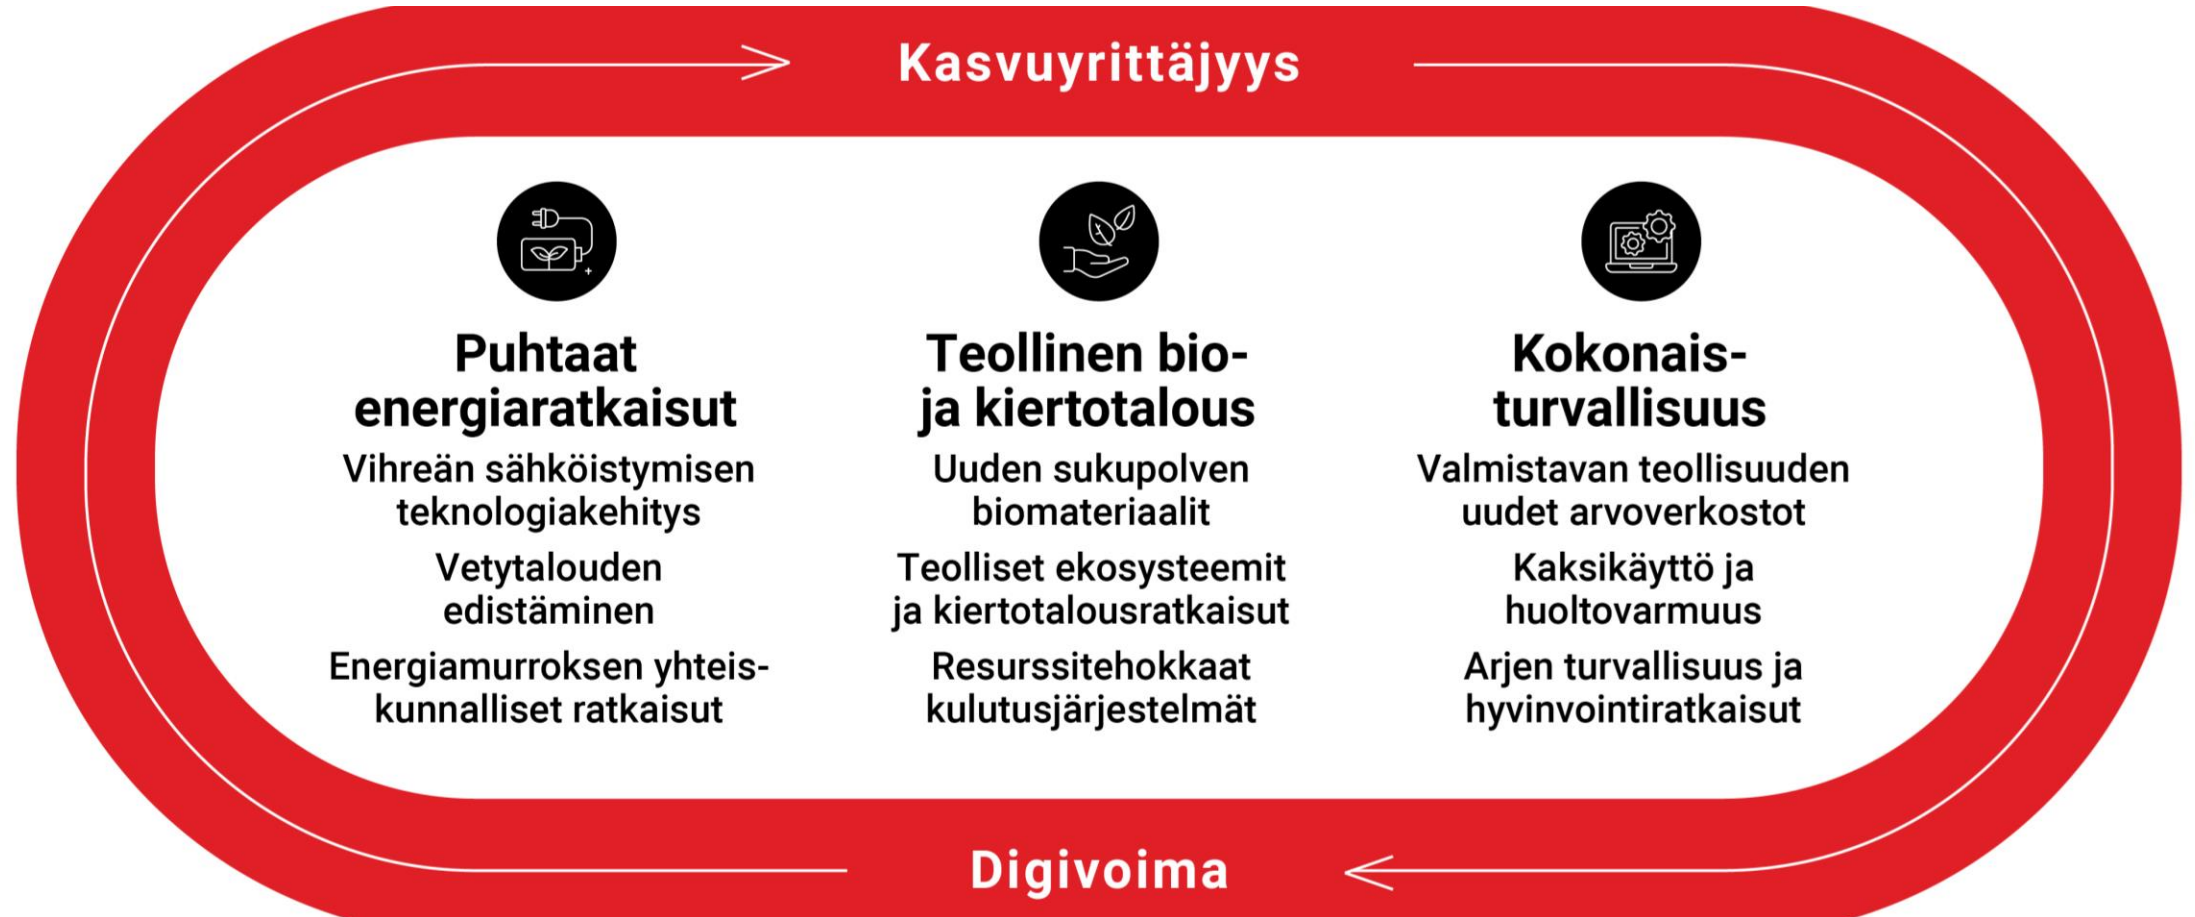 Kasvuyrittäjyys
Puhtaat
energiaratkaisut
Vihreän sähköistymisen
teknologiakehitys
Vetytalouden
edistäminen
Energiamurroksen yhteis-
kunnalliset ratkaisut
Teollinen bio-
ja kiertotalous
Uuden sukupolven
biomateriaalit
Teolliset ekosysteemit
ja kiertotalousratkaisut
Resurssitehokkaat
kulutusjärjestelmät
Kokonais-
turvallisuus
Valmistavan teollisuuden
uudet arvoverkostot
Kaksikäyttö ja
huoltovarmuus
Arjen turvallisuus ja
hyvinvointiratkaisut
Digivoima